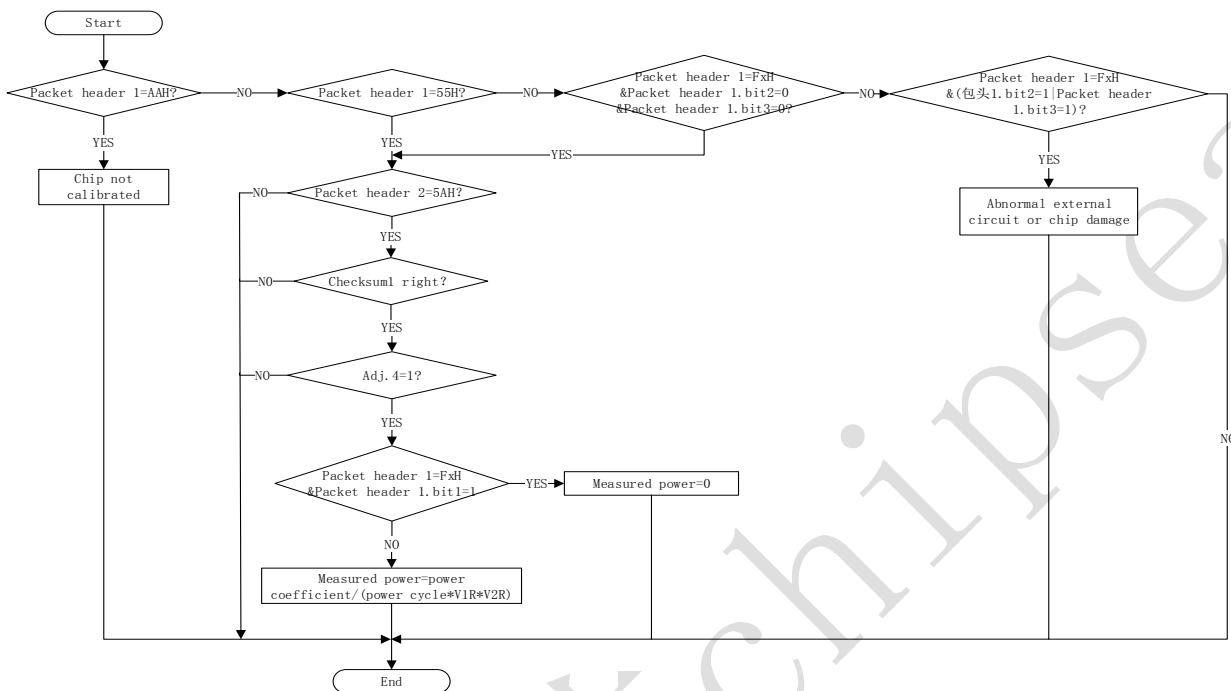 Start
Packet header 1=AAH?
NO
Packet header 1=55H?
NO
Packet header 1=FxH
&Packet header 1.bit2=0
&Packet header 1.bit3=0?
NO
Packet header 1=FxH
&(包头1.bit2=1|Packet header
1.bit3=1)?
YES
YES
YES
YES
Chip not
calibrated
NO
Packet header 2=5AH?
Abnormal external
circuit or chip damage
YES
NO
Checksum1 right?
YES
NO
Adj.4=1?
YES
NO
Packet header 1=FxH
&Packet header 1.bit1=1
YES
Measured power=0
NO
Measured power=power
coefficient/(power cycle*V1R*V2R)
End
kchipsea